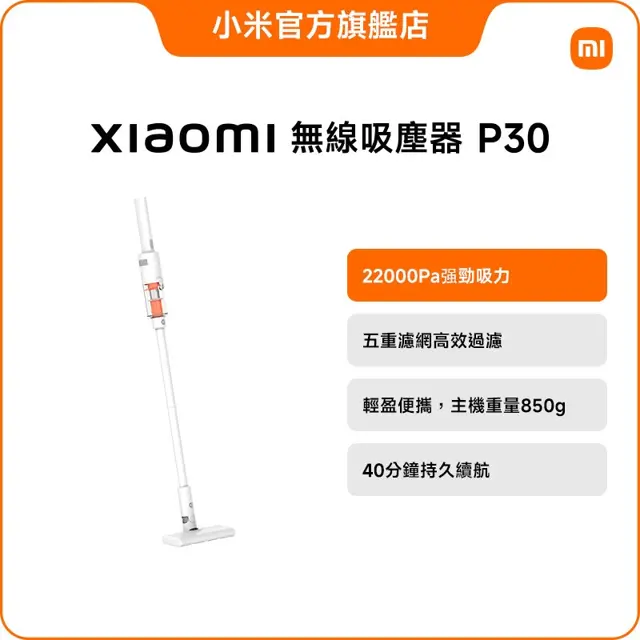 小米官方旗艦店
mi
xiaomi 無線吸塵器 P30
22000Pa强勁吸力
五重濾網高效過濾
輕盈便攜，主機重量850g
40分鐘持久續航